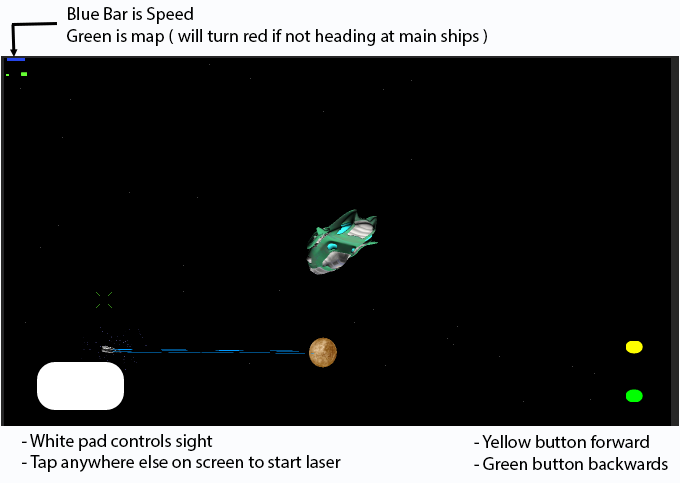 Blue Bar is Speed
Green is map ( will turn red if not heading at main ships )
- White pad controls sight
- Tap anywhere else on screen to start laser
- Yellow button forward
- Green button backwards